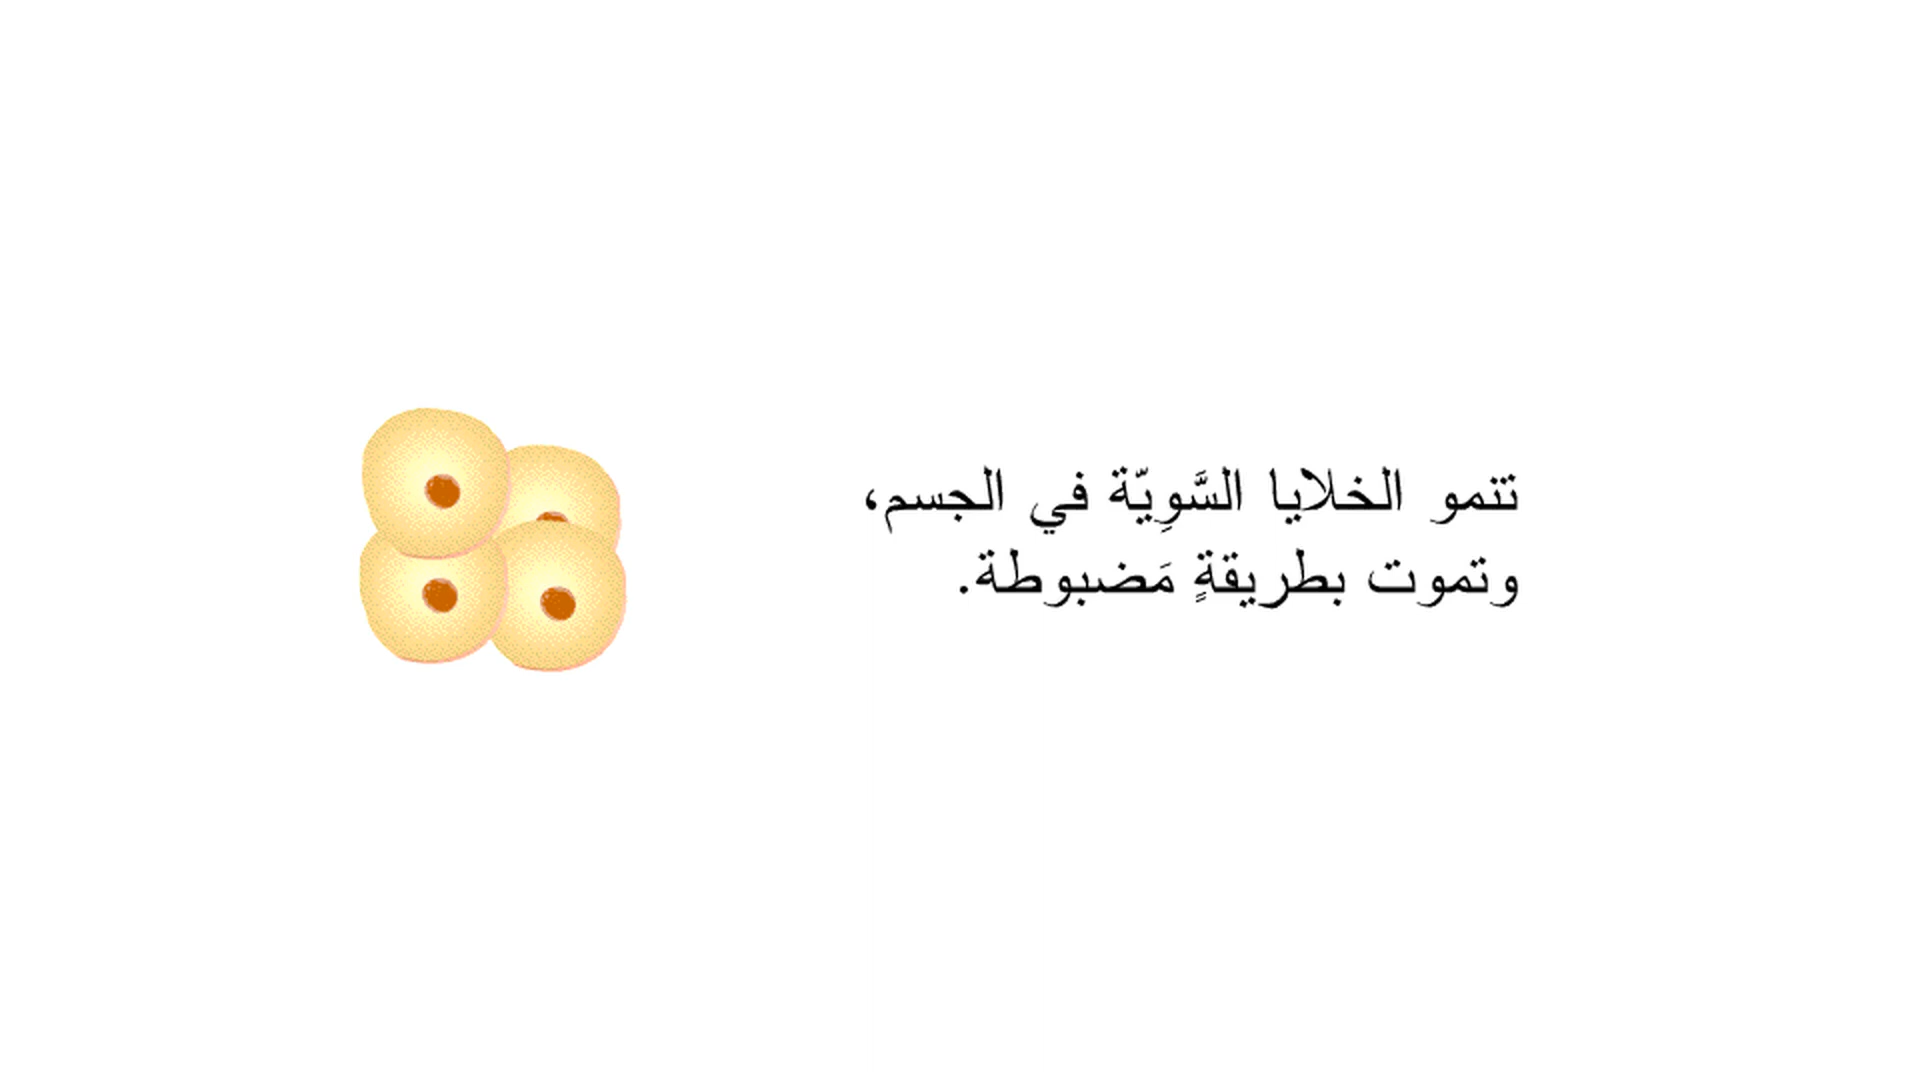 تنمو الخلايا السَّوِيّة في الجسم،
وتموت بطريقةٍ مَضبوطة.